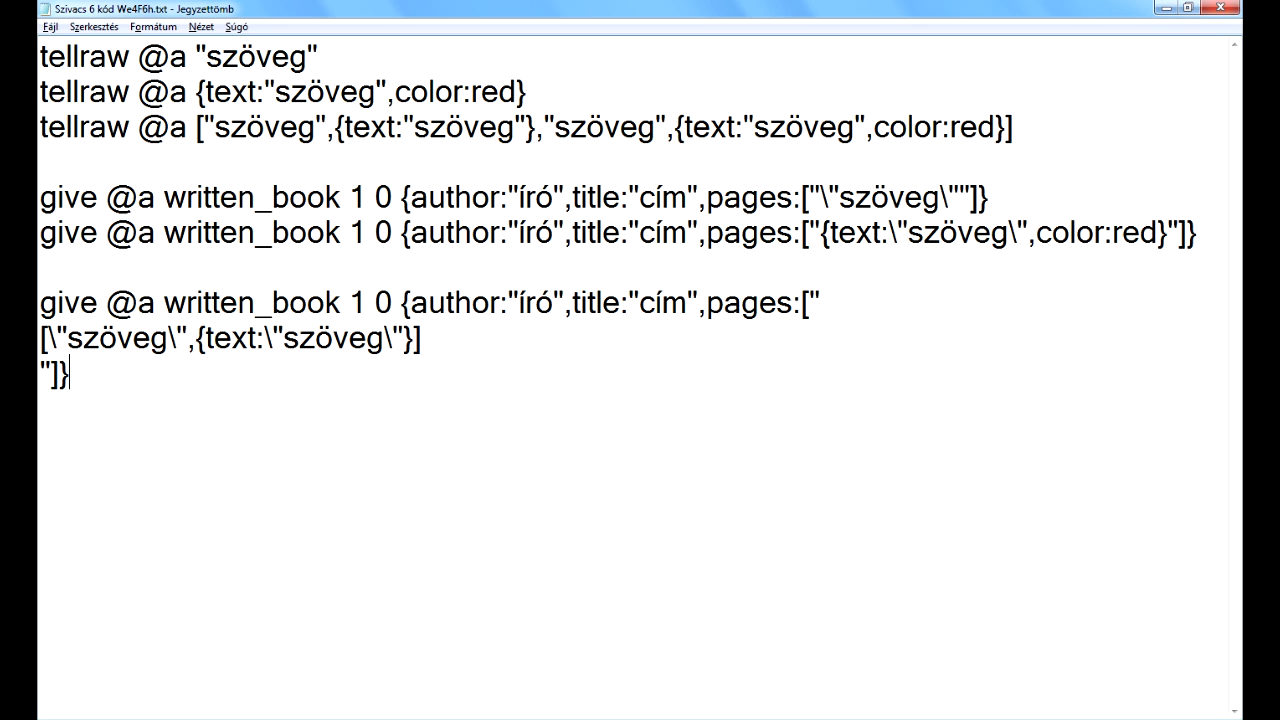 Szivacs 6 kód We4F6h.txt - Jegyzettömb
Fájl Szerkesztés Formátum Nézet Súgó
tellraw @a "szöveg"
tellraw @a {text:"szöveg",color:red}
tellraw @a ["szöveg",{text:"szöveg"},"szöveg",{text:"szöveg",color:red}]
give @a written_book 1 0 {author:"író",title:"cím",pages:["\"szöveg\""]}
give @a written_book 1 0 {author:"író",title:"cím",pages:["{text:\"szöveg\",color:red}"]}
give @a written_book 1 0 {author:"író",title:"cím",pages:["
[\"szöveg\",{text:\"szöveg\"}]
"]}